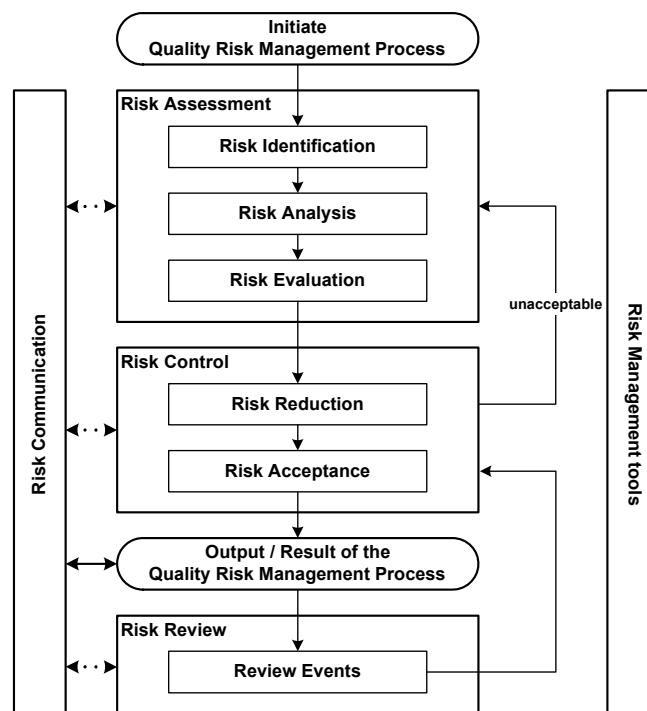 Initiate
Quality Risk Management Process
Risk Assessment
Risk Identification
Risk Analysis
Risk Evaluation
unacceptable
Risk Control
Risk Reduction
Risk Acceptance
Output / Result of the
Quality Risk Management Process
Risk Review
Review Events
Risk Communication
Risk Management tools